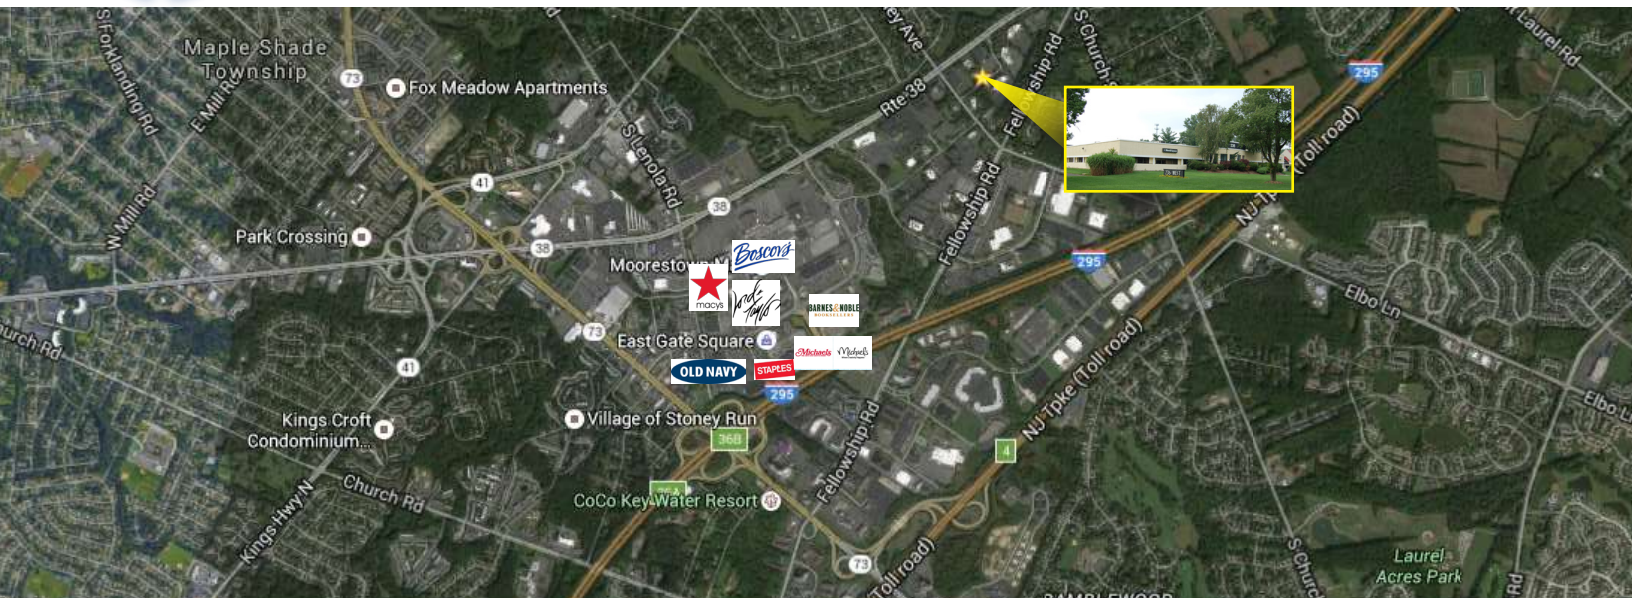 Maple Shade
Township
S Forklanding Rd
E Mill Rd
W Mill Rd
73
Fox Meadow Apartments
41
S Lenola Rd
Rte 38
38
Fellowship Rd
S Church
Laurel Rd
295
NJ Tpke (Toll road)
Park Crossing
38
Moorestown M
Boscov's
macys
Lord & Taylor
BARNES & NOBLE
BOOKSELLERS
Fellowship Rd
295
Elbo Ln
73
East Gate Square
Michaels
Michaels
OLD NAVY
STAPLES
295
41
Kings Croft
Condominium...
Village of Stoney Run
36B
Fellowship Rd
4
NJ Tpke (Toll road)
Church Rd
Kings Hwy N
CoCo Key Water Resort
73
(Toll road)
S Church
Laurel
Acres Park
Rd
Elbo Ln